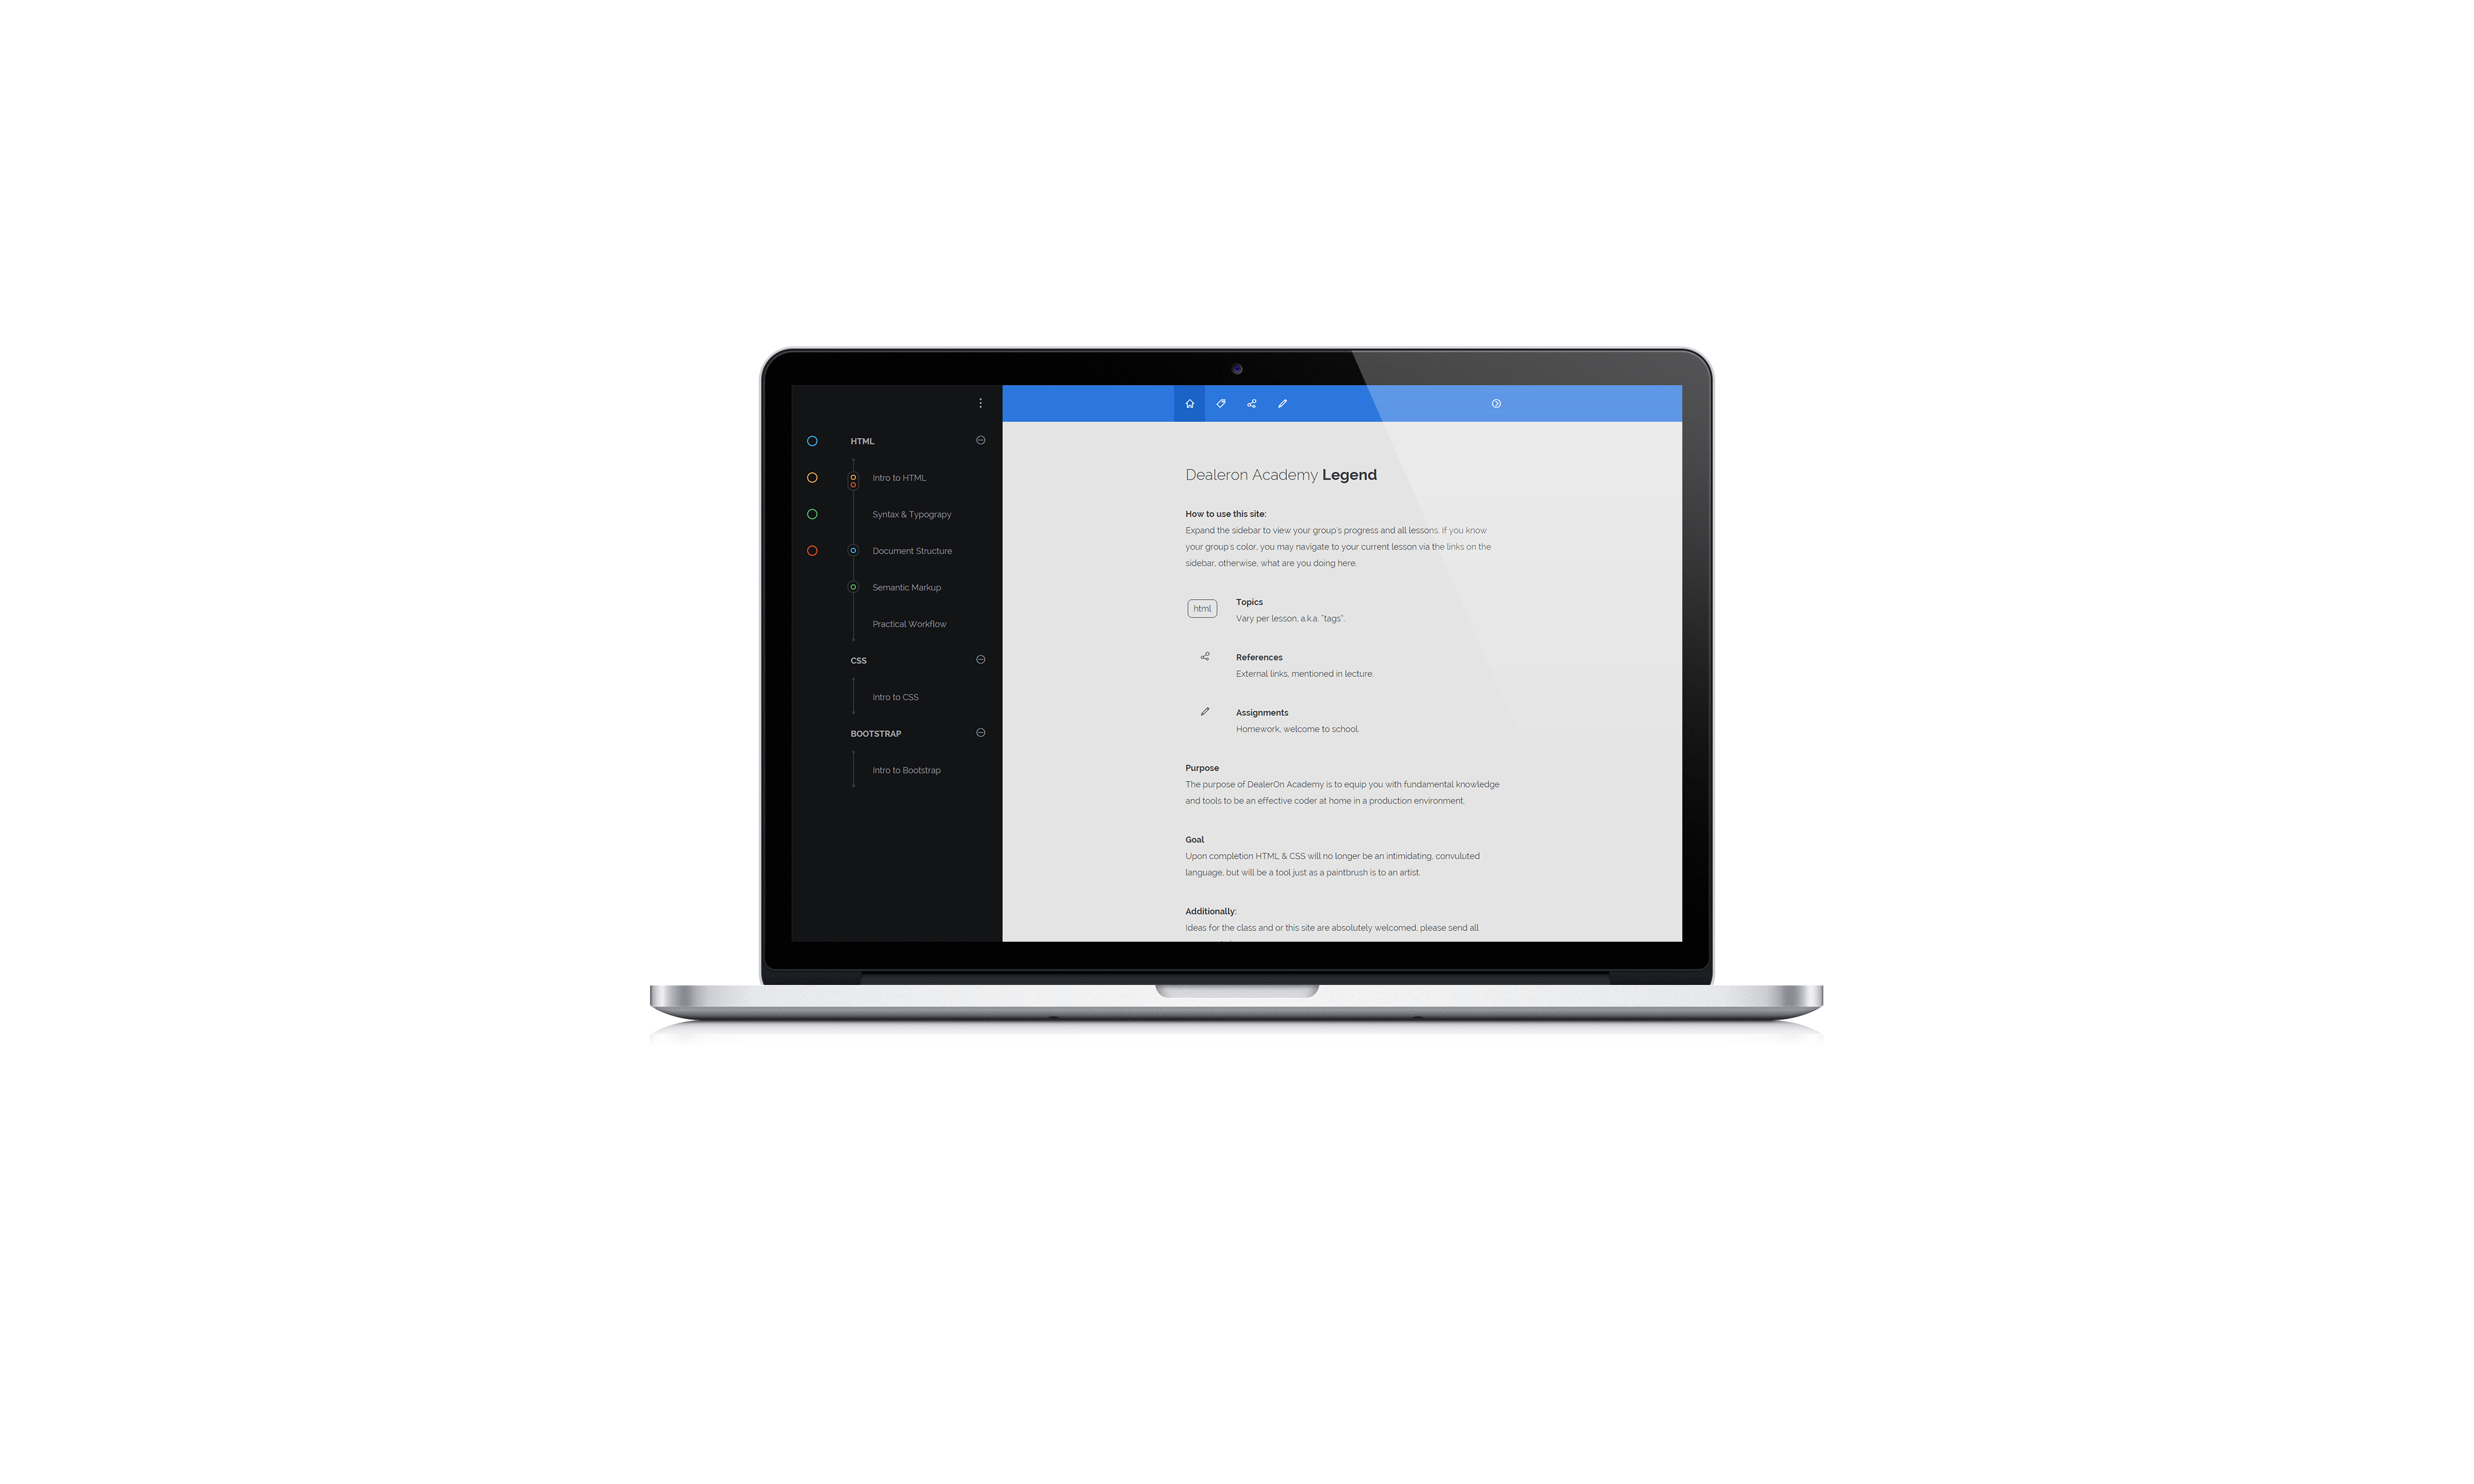 HTML
Intro to HTML
Syntax & Typograpy
Document Structure
Semantic Markup
Practical Workflow
CSS
Intro to CSS
BOOTSTRAP
Intro to Bootstrap
Dealeron Academy Legend
How to use this site:
Expand the sidebar to view your group's progress and all lessons. If you know
your group's color, you may navigate to your current lesson via the links on the
sidebar, otherwise, what are you doing here.
html
Topics
Vary per lesson, a.k.a. "tags".
References
External links, mentioned in lecture.
Assignments
Homework, welcome to school.
Purpose
The purpose of DealerOn Academy is to equip you with fundamental knowledge
and tools to be an effective coder at home in a production environment.
Goal
Upon completion HTML & CSS will no longer be an intimidating, convuluted
language, but will be a tool just as a paintbrush is to an artist.
Additionally:
Ideas for the class and or this site are absolutely welcomed, please send all